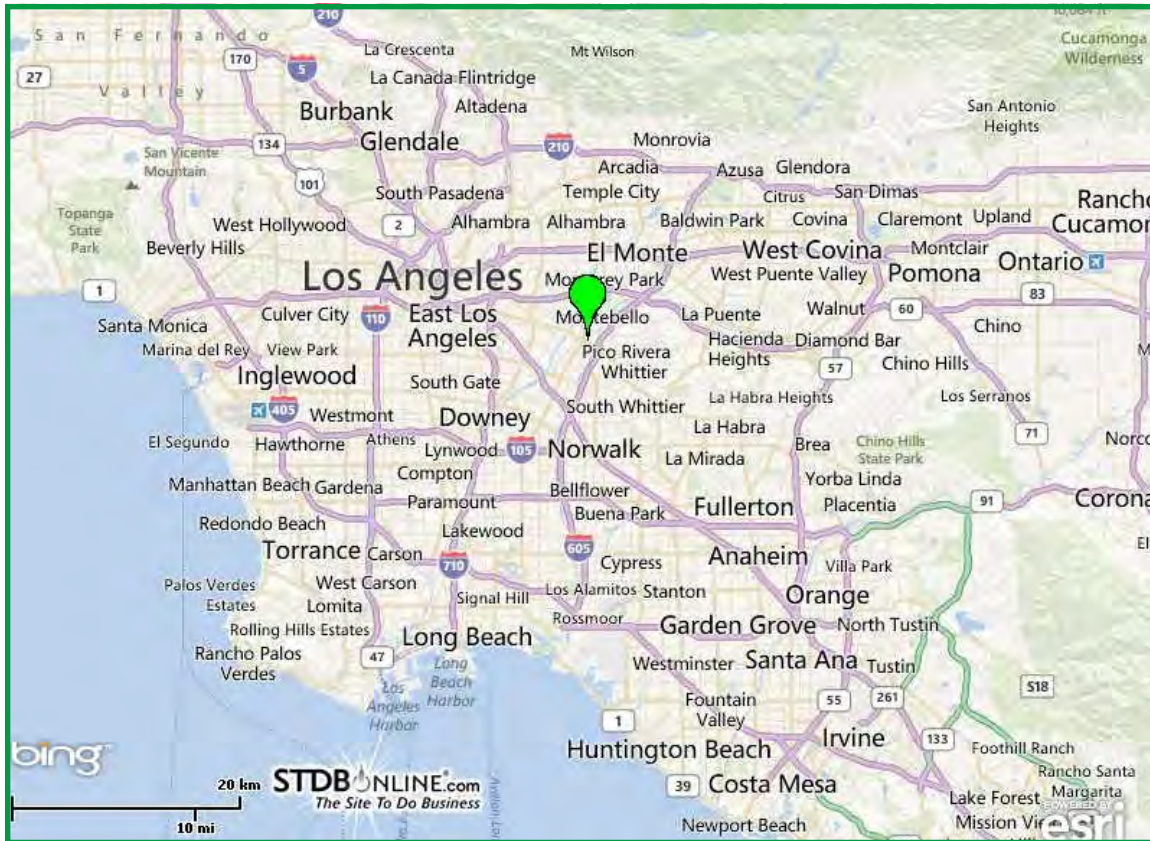 San Fernando
Valley
210
La Crescenta
Mt Wilson
10,064 ft
Cucamonga
Wilderness
27
170
5
La Canada Flintridge
Burbank
Altadena
San Antonio
Heights
134
Glendale
210
Monrovia
San Vicente
Mountain
101
Arcadia
Azusa
Glendora
South Pasadena
Temple City
Citrus
San Dimas
Rancho
Cucamon
Topanga
State
Park
West Hollywood
2
Alhambra
Alhambra
Baldwin Park
Covina
Claremont
Upland
Beverly Hills
El Monte
West Covina
Montclair
Los Angeles
Monterey Park
West Puente Valley
Pomona
Ontario
1
83
Culver City
110
East Los
Angeles
Montebello
La Puente
Walnut
60
Santa Monica
Chino
Marina del Rey
View Park
Pico Rivera
Hacienda
Heights
Diamond Bar
Whittier
57
Chino Hills
Inglewood
South Gate
405
Westmont
Downey
South Whittier
La Habra Heights
Los Serranos
La Habra
71
El Segundo
Hawthorne
Athens
Lynwood
105
Norwalk
Brea
Chino Hills
State Park
Norco
Compton
La Mirada
Yorba Linda
Manhattan Beach
Gardena
Paramount
Bellflower
Fullerton
Placentia
91
Corona
Redondo Beach
Lakewood
Buena Park
El
Torrance
Carson
605
Anaheim
710
Cypress
Villa Park
Palos Verdes
Estates
West Carson
Signal Hill
Los Alamitos
Stanton
Orange
Lomita
Rossmoor
Rolling Hills Estates
Long Beach
Garden Grove
North Tustin
Rancho Palos
Verdes
47
Long
Beach
Harbor
Westminster
Santa Ana
Tustin
Los
Angeles
Harbor
S18
Fountain
Valley
55
261
1
Irvine
133
Huntington Beach
Foothill Ranch
bing
39
Costa Mesa
Rancho Santa
Margarita
20 km
STDBONLINE.com
The Site To Do Business
Lake Forest
10 mi
Newport Beach
Mission Vie
POWERED BY
esri